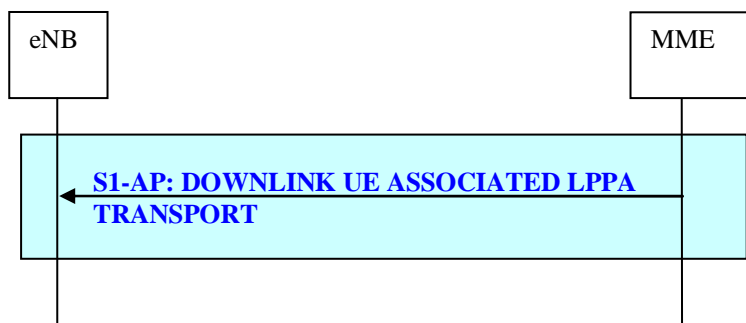 eNB
MME
S1-AP: DOWNLINK UE ASSOCIATED LPPA
TRANSPORT